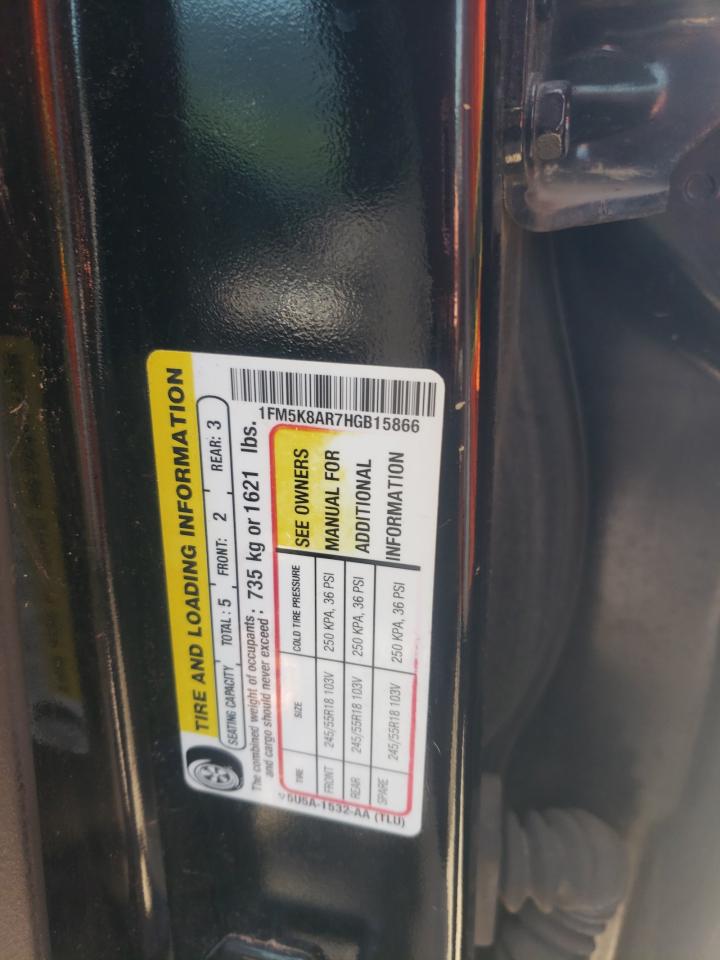 TIRE AND LOADING INFORMATION
SEATING CAPACITY TOTAL : 5 FRONT: 2 REAR: 3
The combined weight of occupants : 735 kg or 1621 lbs.
and cargo should never exceed :
1FM5K8AR7HGB15866
TIRE SIZE COLD TIRE PRESSURE SEE OWNERS
FRONT 245/55R18 103V 250 KPA, 36 PSI MANUAL FOR
REAR 245/55R18 103V 250 KPA, 36 PSI ADDITIONAL
SPARE 245/55R18 103V 250 KPA, 36 PSI INFORMATION
5U5A-1532-AA (TLU)